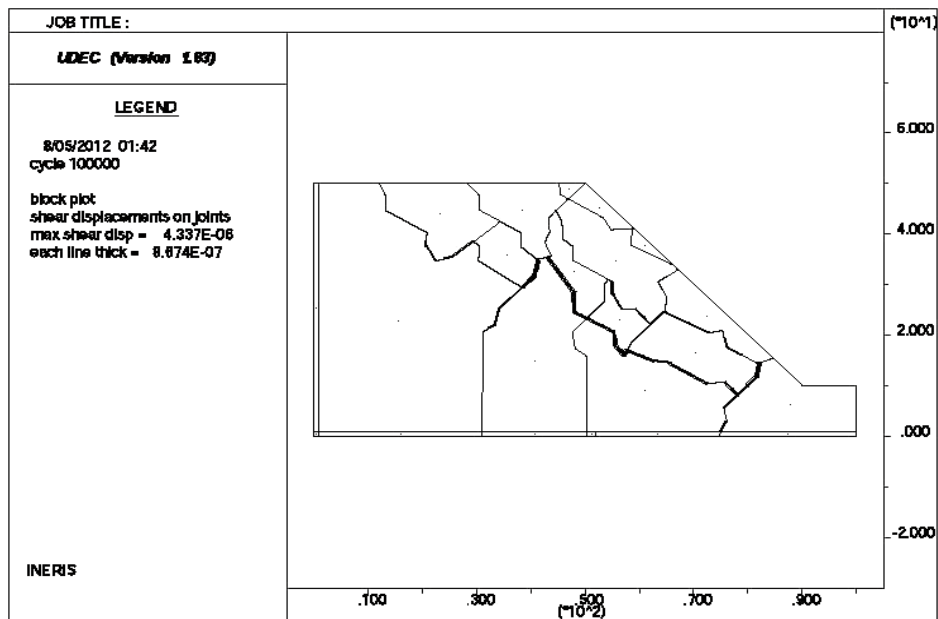 JOB TITLE :
(*10^1)
UDEC (Version 1.83)
LEGEND
8/05/2012 01:42
cycle 100000
block plot
shear displacements on joints
max shear disp = 4.337E-06
each line thick = 8.674E-07
INERIS
6.000
4.000
2.000
.000
-2.000
.100 .300 .500 .700 .900
(*10^2)